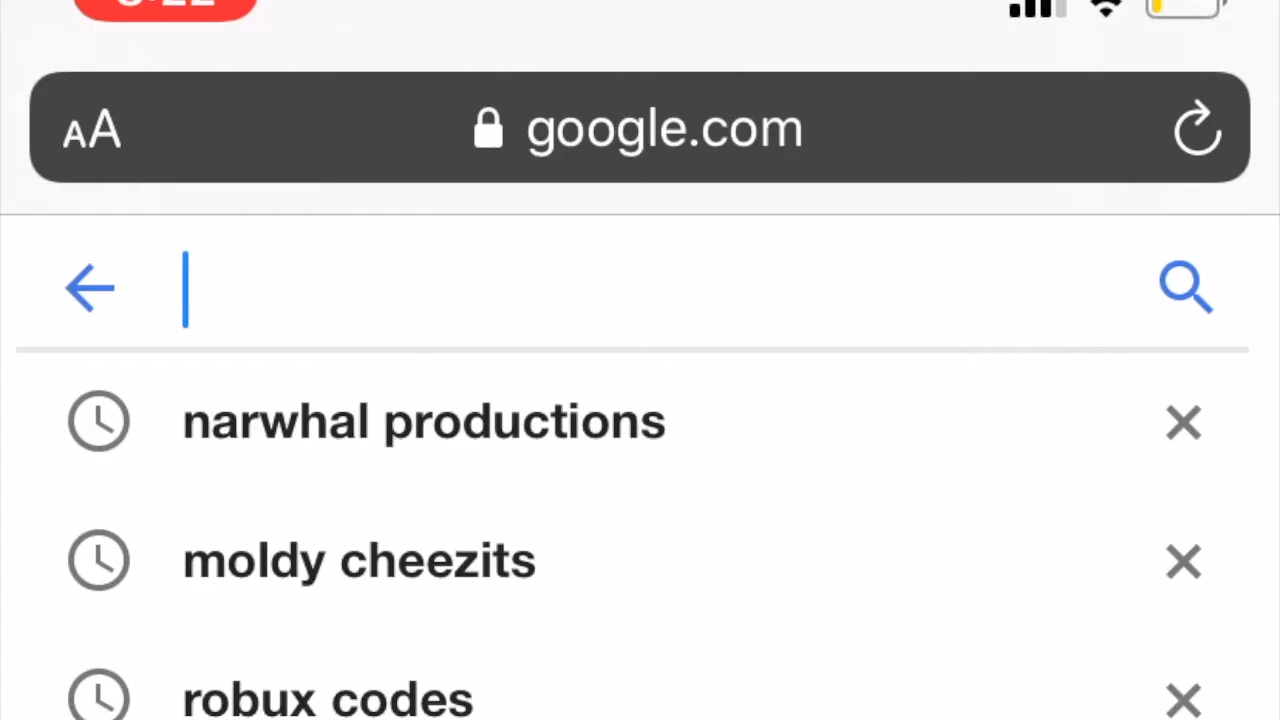 AA
google.com
narwhal productions
moldy cheezits
robux codes